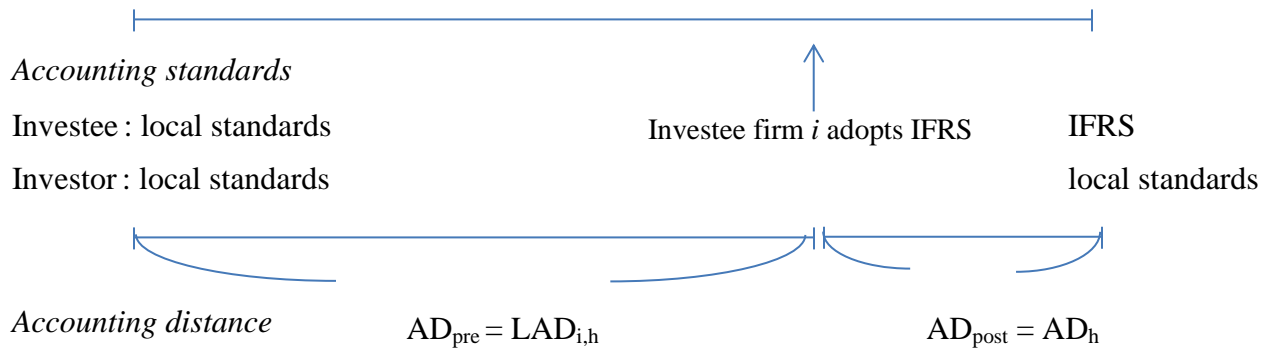 Accounting standards
Investee : local standards Investee firm i adopts IFRS IFRS
Investor : local standards local standards
Accounting distance ADpre = LADi,h ADpost = ADh